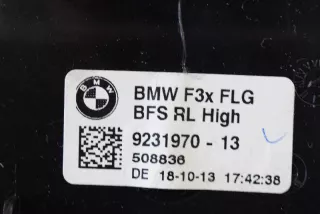 BMW
BMW F3x FLG
BFS RL High
9231970 - 13
508836
DE 18-10-13 17:42:38